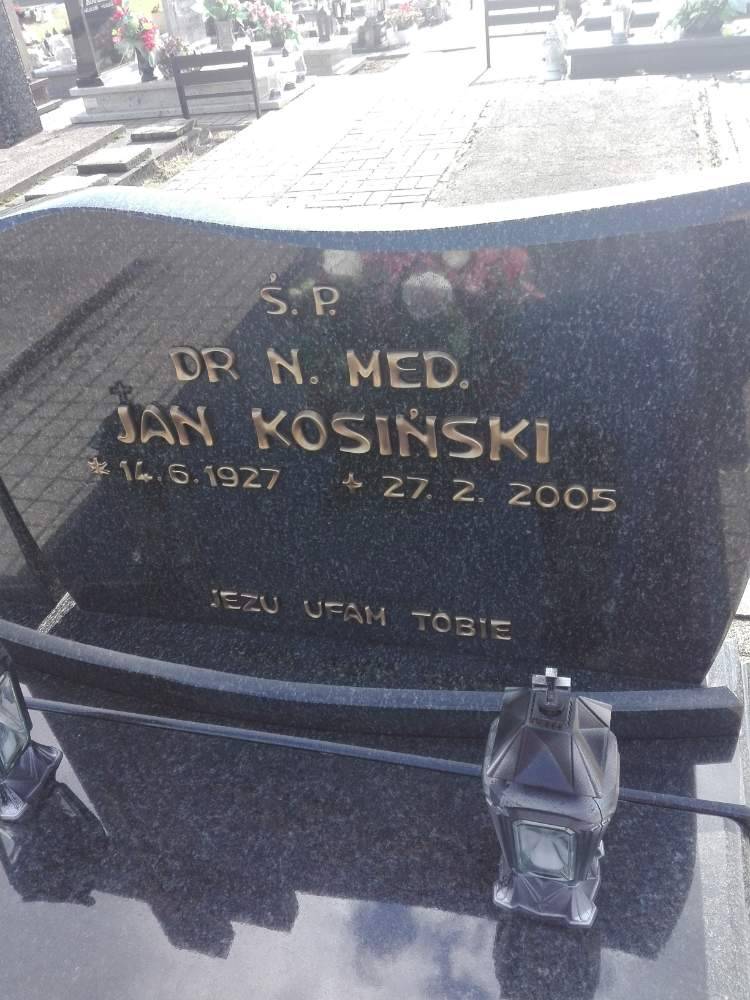 Ś. P.
DR N. MED.
JAN KOSIŃSKI
* 14. 6. 1927 + 27. 2. 2005
JEZU UFAM TOBIE